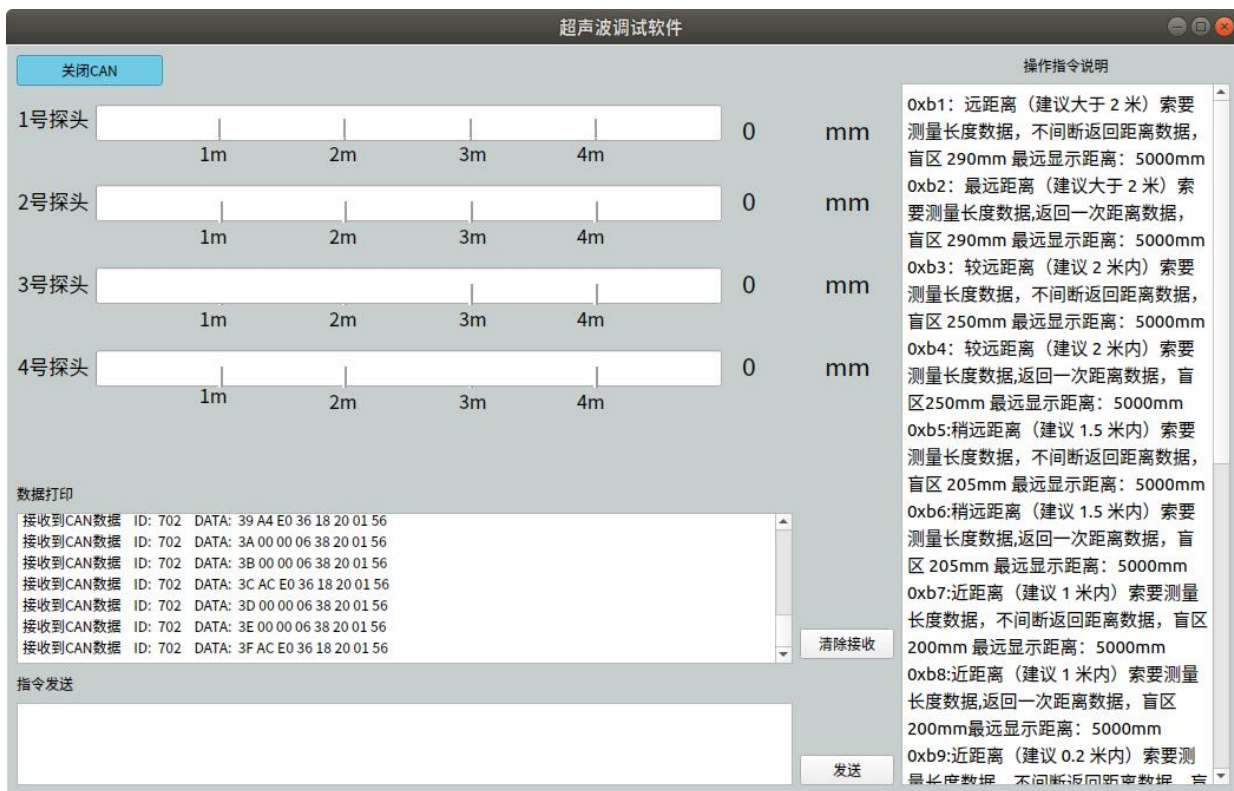 超声波调试软件
关闭CAN
1号探头
0 mm
1m 2m 3m 4m
2号探头
0 mm
1m 2m 3m 4m
3号探头
0 mm
1m 2m 3m 4m
4号探头
0 mm
1m 2m 3m 4m
数据打印
接收到CAN数据 ID: 702 DATA: 39 A4 E0 36 18 20 01 56
接收到CAN数据 ID: 702 DATA: 3A 00 00 06 38 20 01 56
接收到CAN数据 ID: 702 DATA: 3B 00 00 06 38 20 01 56
接收到CAN数据 ID: 702 DATA: 3C AC E0 36 18 20 01 56
接收到CAN数据 ID: 702 DATA: 3D 00 00 06 38 20 01 56
接收到CAN数据 ID: 702 DATA: 3E 00 00 06 38 20 01 56
接收到CAN数据 ID: 702 DATA: 3F AC E0 36 18 20 01 56
清除接收
指令发送
发送
操作指令说明
0xb1：远距离（建议大于 2 米）索要
测量长度数据，不间断返回距离数据，
盲区 290mm 最远显示距离：5000mm
0xb2：最远距离（建议大于 2 米）索
要测量长度数据,返回一次距离数据，
盲区 290mm 最远显示距离：5000mm
0xb3：较远距离（建议 2 米内）索要
测量长度数据，不间断返回距离数据，
盲区 250mm 最远显示距离：5000mm
0xb4：较远距离（建议 2 米内）索要
测量长度数据,返回一次距离数据，盲
区250mm 最远显示距离：5000mm
0xb5:稍远距离（建议 1.5 米内）索要
测量长度数据，不间断返回距离数据，
盲区 205mm 最远显示距离：5000mm
0xb6:稍远距离（建议 1.5 米内）索要
测量长度数据,返回一次距离数据，盲
区 205mm 最远显示距离：5000mm
0xb7:近距离（建议 1 米内）索要测量
长度数据，不间断返回距离数据，盲区
200mm 最远显示距离：5000mm
0xb8:近距离（建议 1 米内）索要测量
长度数据,返回一次距离数据，盲区
200mm最远显示距离：5000mm
0xb9:近距离（建议 0.2 米内）索要测
量长度数据，不间断返回距离数据，盲